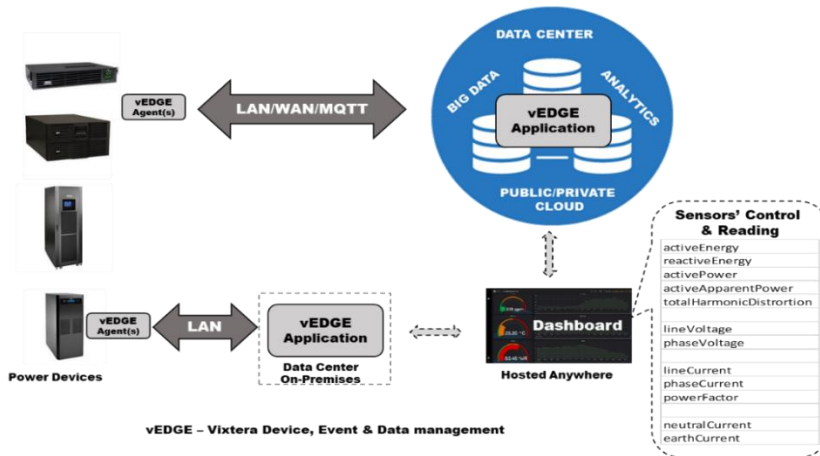 DATA CENTER
BIG DATA
ANALYTICS
vEDGE
Application
PUBLIC/PRIVATE
CLOUD
vEDGE
Agent(s)
LAN/WAN/MQTT
Sensors' Control
& Reading
activeEnergy
reactiveEnergy
activePower
activeApparentPower
totalHarmonicDistrortion
lineVoltage
phaseVoltage
lineCurrent
phaseCurrent
powerFactor
neutralCurrent
earthCurrent
vEDGE
Agent(s)
LAN
vEDGE
Application
Data Center
On-Premises
Dashboard
Hosted Anywhere
Power Devices
vEDGE – Vixtera Device, Event & Data management